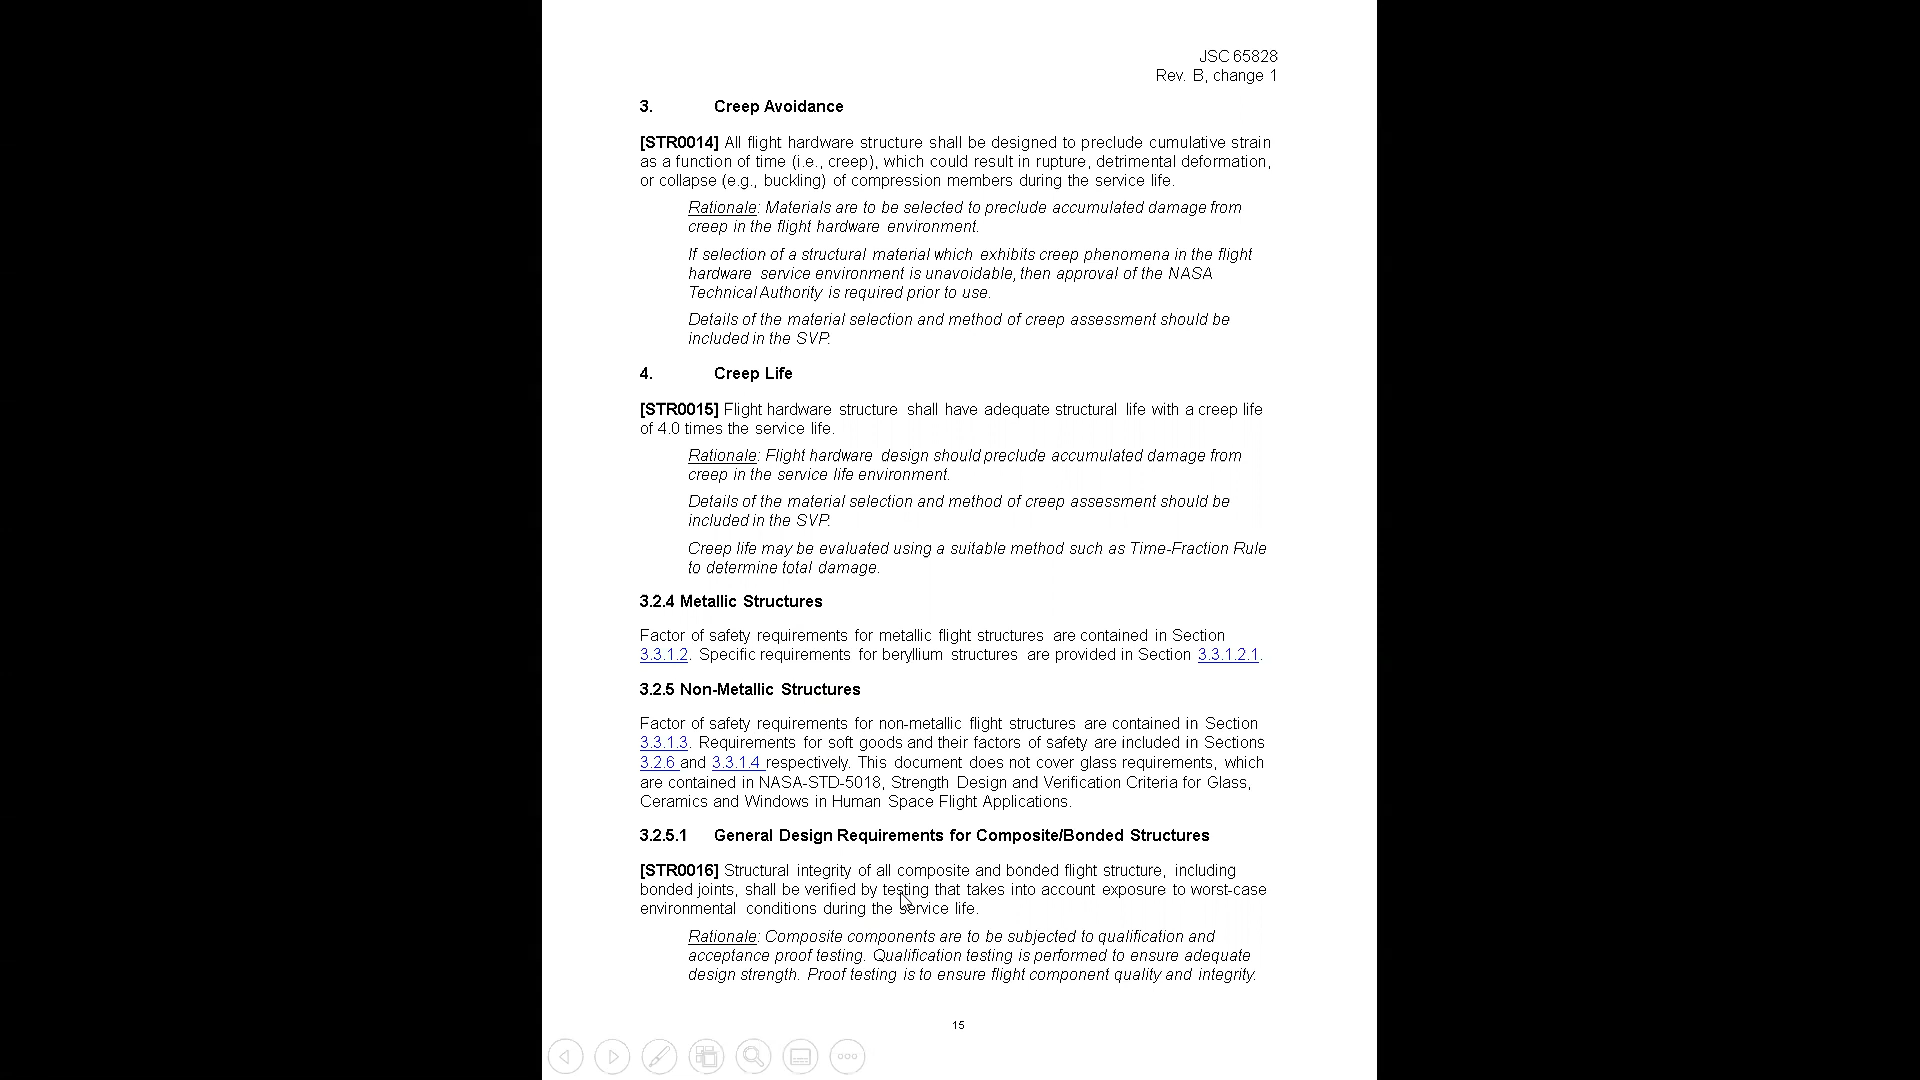 JSC 65828
Rev. B, change 1
3. Creep Avoidance
[STR0014] All flight hardware structure shall be designed to preclude cumulative strain
as a function of time (i.e., creep), which could result in rupture, detrimental deformation,
or collapse (e.g., buckling) of compression members during the service life.
Rationale: Materials are to be selected to preclude accumulated damage from
creep in the flight hardware environment.
If selection of a structural material which exhibits creep phenomena in the flight
hardware service environment is unavoidable, then approval of the NASA
Technical Authority is required prior to use.
Details of the material selection and method of creep assessment should be
included in the SVP.
4. Creep Life
[STR0015] Flight hardware structure shall have adequate structural life with a creep life
of 4.0 times the service life.
Rationale: Flight hardware design should preclude accumulated damage from
creep in the service life environment.
Details of the material selection and method of creep assessment should be
included in the SVP.
Creep life may be evaluated using a suitable method such as Time-Fraction Rule
to determine total damage.
3.2.4 Metallic Structures
Factor of safety requirements for metallic flight structures are contained in Section
3.3.1.2. Specific requirements for beryllium structures are provided in Section 3.3.1.2.1.
3.2.5 Non-Metallic Structures
Factor of safety requirements for non-metallic flight structures are contained in Section
3.3.1.3. Requirements for soft goods and their factors of safety are included in Sections
3.2.6 and 3.3.1.4 respectively. This document does not cover glass requirements, which
are contained in NASA-STD-5018, Strength Design and Verification Criteria for Glass,
Ceramics and Windows in Human Space Flight Applications.
3.2.5.1 General Design Requirements for Composite/Bonded Structures
[STR0016] Structural integrity of all composite and bonded flight structure, including
bonded joints, shall be verified by testing that takes into account exposure to worst-case
environmental conditions during the service life.
Rationale: Composite components are to be subjected to qualification and
acceptance proof testing. Qualification testing is performed to ensure adequate
design strength. Proof testing is to ensure flight component quality and integrity.
15